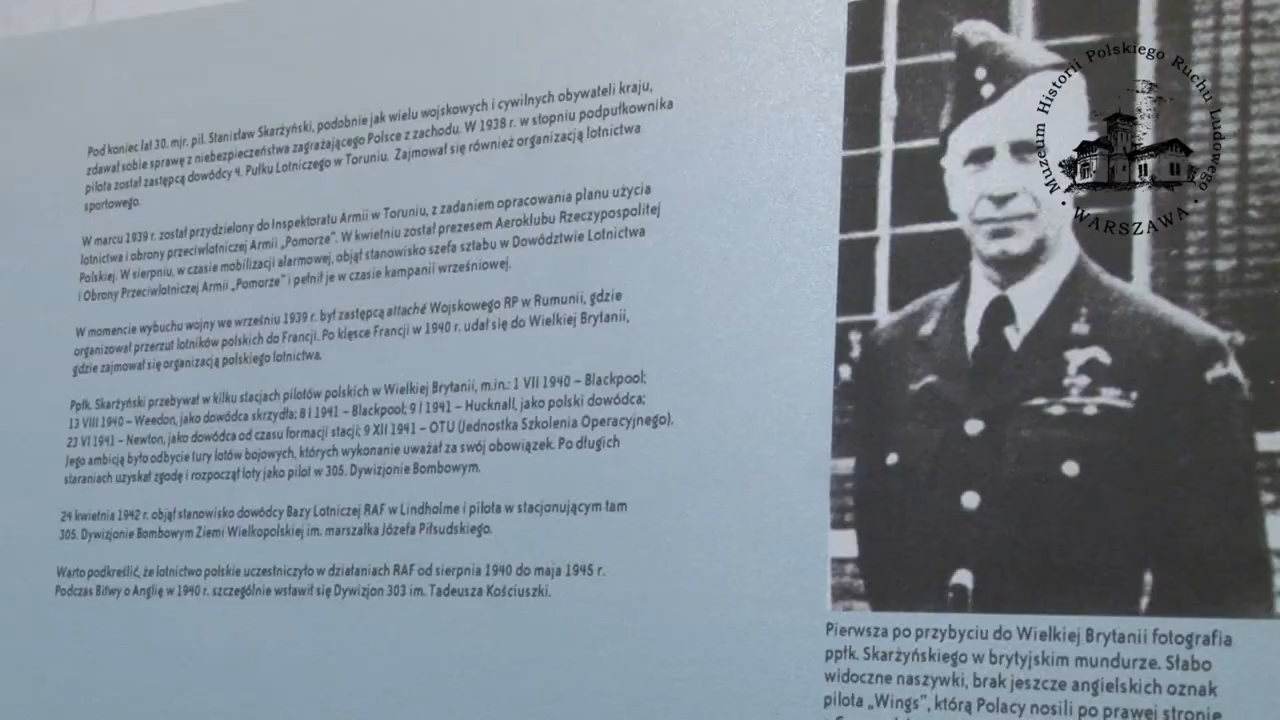 Pod koniec lat 30. mjr. pil. Stanisław Skarżyński, podobnie jak wielu wojskowych i cywilnych obywateli kraju,
zdawał sobie sprawę z niebezpieczeństwa zagrażającego Polsce z zachodu. W 1938 r. w stopniu podpułkownika
pilota został zastępcą dowódcy 4. Pułku Lotniczego w Toruniu. Zajmował się również organizacją lotnictwa
sportowego.
W marcu 1939 r. został przydzielony do Inspektoratu Armii w Toruniu, z zadaniem opracowania planu użycia
lotnictwa i obrony przeciwlotniczej Armii „Pomorze". W kwietniu został prezesem Aeroklubu Rzeczypospolitej
Polskiej. W sierpniu, w czasie mobilizacji alarmowej, objął stanowisko szefa sztabu w Dowództwie Lotnictwa
i Obrony Przeciwlotniczej Armii „Pomorze" i pełnił je w czasie kampanii wrześniowej.
W momencie wybuchu wojny we wrześniu 1939 r. był zastępcą attaché Wojskowego RP w Rumunii, gdzie
organizował przerzut lotników polskich do Francji. Po klęsce Francji w 1940 r. udał się do Wielkiej Brytanii,
gdzie zajmował się organizacją polskiego lotnictwa.
Ppłk. Skarżyński przebywał w kilku stacjach pilotów polskich w Wielkiej Brytanii, m.in.: 1 VII 1940 – Blackpool;
13 VIII 1940 – Weedon, jako dowódca skrzydła; 8 I 1941 – Blackpool; 9 I 1941 – Hucknall, jako polski dowódca;
23 VI 1941 – Newton, jako dowódca od czasu formacji stacji; 9 XII 1941 – OTU (Jednostka Szkolenia Operacyjnego).
Jego ambicją było odbycie tury lotów bojowych, których wykonanie uważał za swój obowiązek. Po długich
staraniach uzyskał zgodę i rozpoczął loty jako pilot w 305. Dywizjonie Bombowym.
24 kwietnia 1942 r. objął stanowisko dowódcy Bazy Lotniczej RAF w Lindholme i pilota w stacjonującym tam
305. Dywizjonie Bombowym Ziemi Wielkopolskiej im. marszałka Józefa Piłsudskiego.
Warto podkreślić, że lotnictwo polskie uczestniczyło w działaniach RAF od sierpnia 1940 do maja 1945 r.
Podczas Bitwy o Anglię w 1940 r. szczególnie wsławił się Dywizjon 303 im. Tadeusza Kościuszki.
Muzeum Historii Polskiego Ruchu Ludowego
• WARSZAWA •
Pierwsza po przybyciu do Wielkiej Brytanii fotografia
ppłk. Skarżyńskiego w brytyjskim mundurze. Słabo
widoczne naszywki, brak jeszcze angielskich oznak
pilota „Wings", którą Polacy nosili po prawej stronie